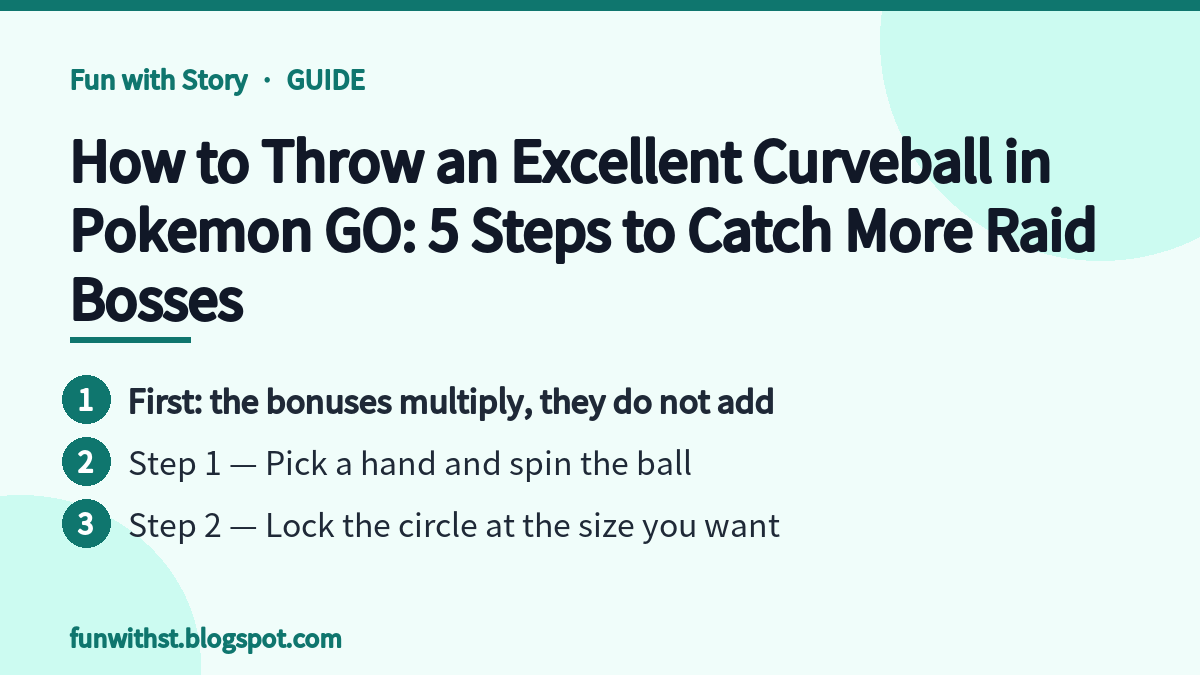 Fun with Story · GUIDE
How to Throw an Excellent Curveball in
Pokemon GO: 5 Steps to Catch More Raid
Bosses
1 First: the bonuses multiply, they do not add
2 Step 1 — Pick a hand and spin the ball
3 Step 2 — Lock the circle at the size you want
funwithst.blogspot.com